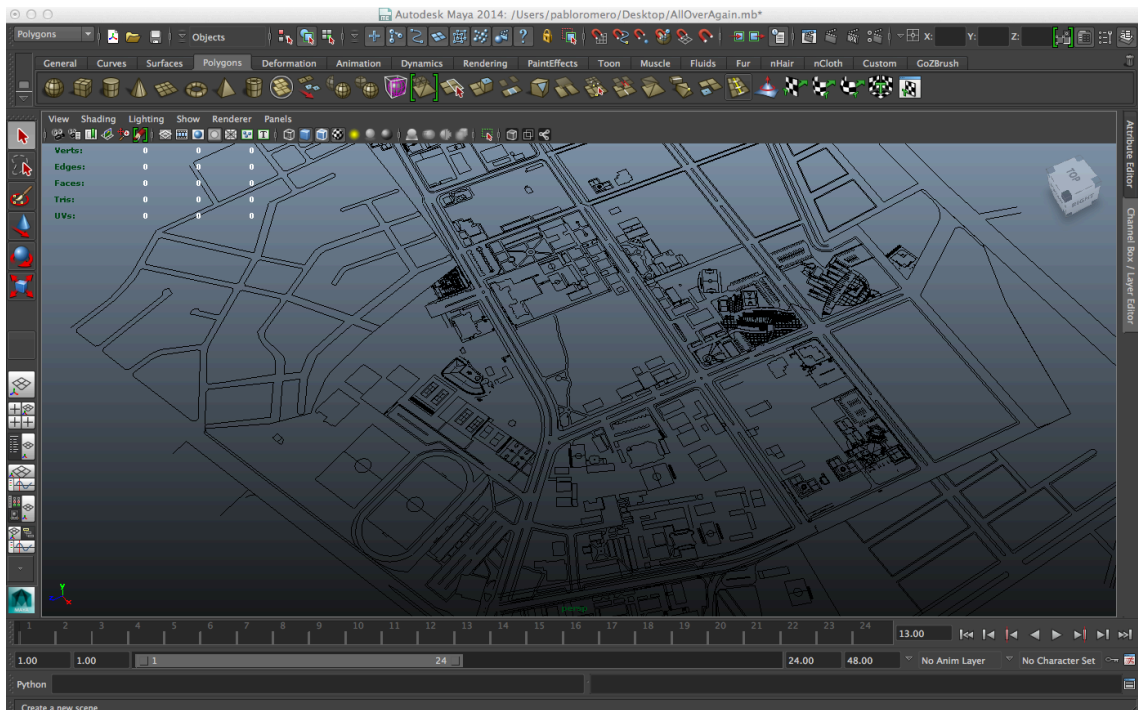 Autodesk Maya 2014: /Users/pabloromero/Desktop/AllOverAgain.mb*
Polygons Objects X: Y: Z:
General Curves Surfaces Polygons Deformation Animation Dynamics Rendering PaintEffects Toon Muscle Fluids Fur nHair nCloth Custom GoZBrush
View Shading Lighting Show Renderer Panels
Verts: 0 0 0
Edges: 0 0 0
Faces: 0 0 0
Tris: 0 0 0
UVs: 0 0 0
TOP
RIGHT
Attribute Editor
Channel Box / Layer Editor
Y
persp
1 2 3 4 5 6 7 8 9 10 11 12 13 14 15 16 17 18 19 20 21 22 23 24 13.00
1.00 1.00 1 24 24.00 48.00 No Anim Layer No Character Set
Python
Create a new scene